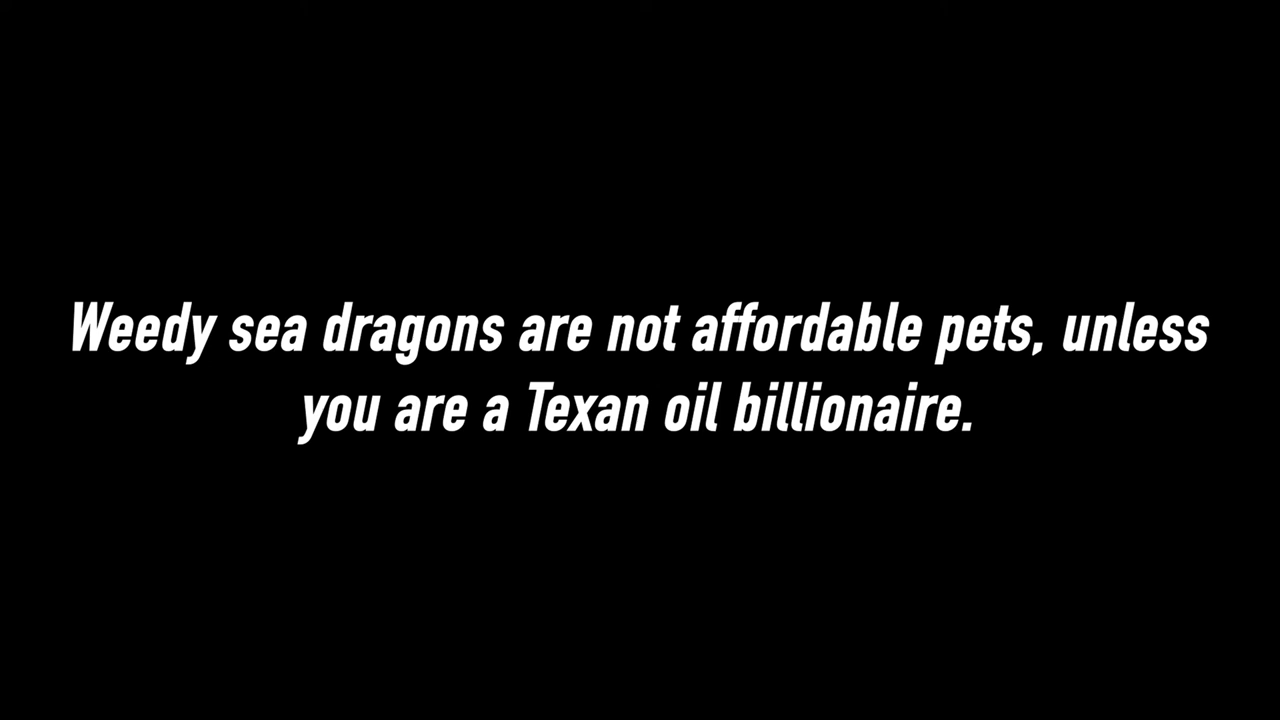 Weedy sea dragons are not affordable pets, unless
you are a Texan oil billionaire.